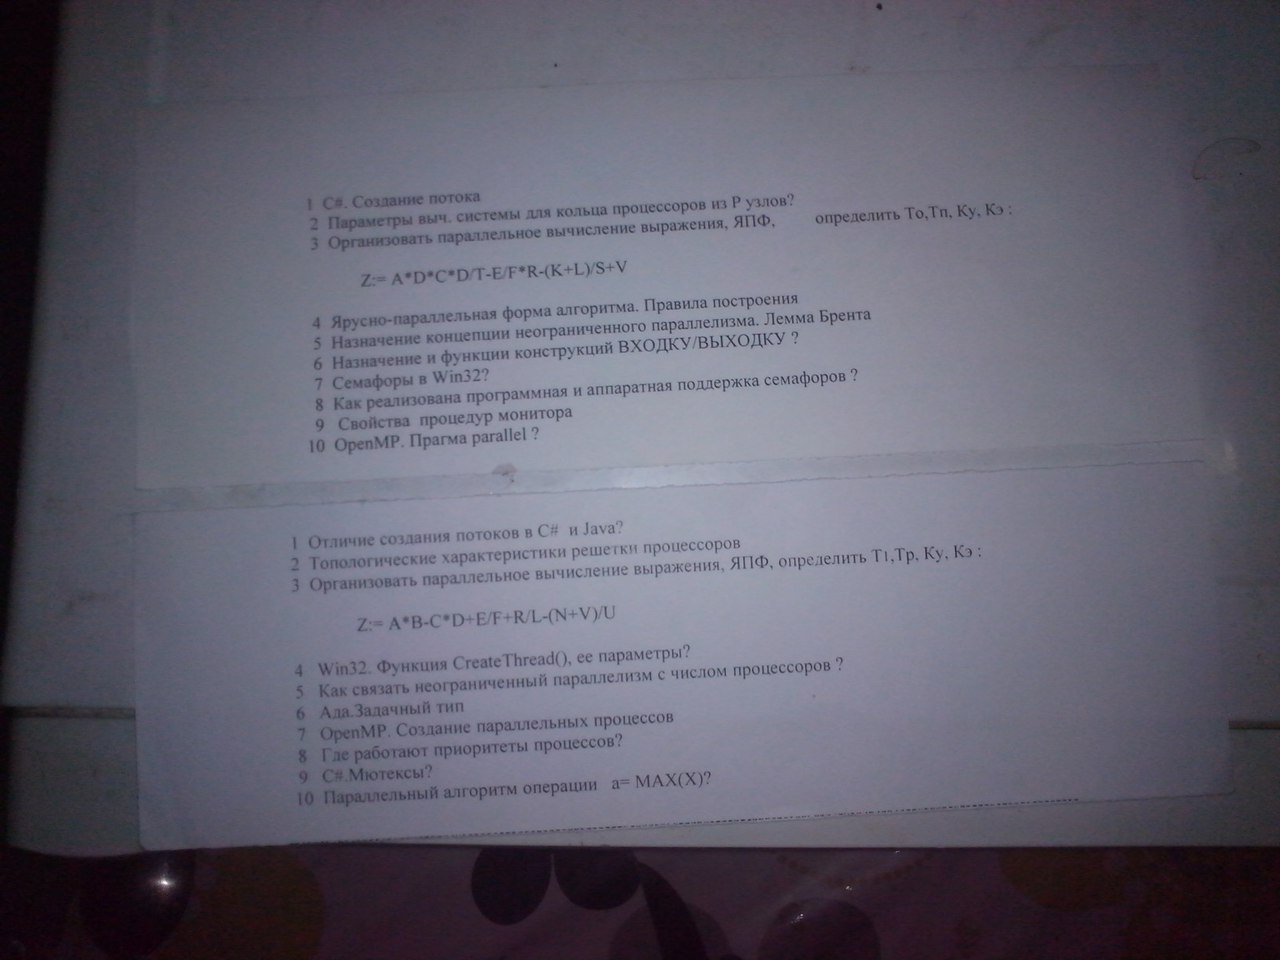 1 C#. Создание потока
2 Параметры выч. системы для кольца процессоров из P узлов?
3 Организовать параллельное вычисление выражения, ЯПФ, определить To,Tп, Kу, Kэ :
Z:= A*D*C*D/T-E/F*R-(K+L)/S+V
4 Ярусно-параллельная форма алгоритма. Правила построения
5 Назначение концепции неограниченного параллелизма. Лемма Брента
6 Назначение и функции конструкций ВХОДКУ/ВЫХОДКУ ?
7 Семафоры в Win32?
8 Как реализована программная и аппаратная поддержка семафоров ?
9 Свойства процедур монитора
10 OpenMP. Прагма parallel ?
1 Отличие создания потоков в C# и Java?
2 Топологические характеристики решетки процессоров
3 Организовать параллельное вычисление выражения, ЯПФ, определить T1,Tp, Kу, Kэ :
Z:= A*B-C*D+E/F+R/L-(N+V)/U
4 Win32. Функция CreateThread(), ее параметры?
5 Как связать неограниченный параллелизм с числом процессоров ?
6 Ада.Задачный тип
7 OpenMP. Создание параллельных процессов
8 Где работают приоритеты процессов?
9 C#.Мютексы?
10 Параллельный алгоритм операции a= MAX(X)?